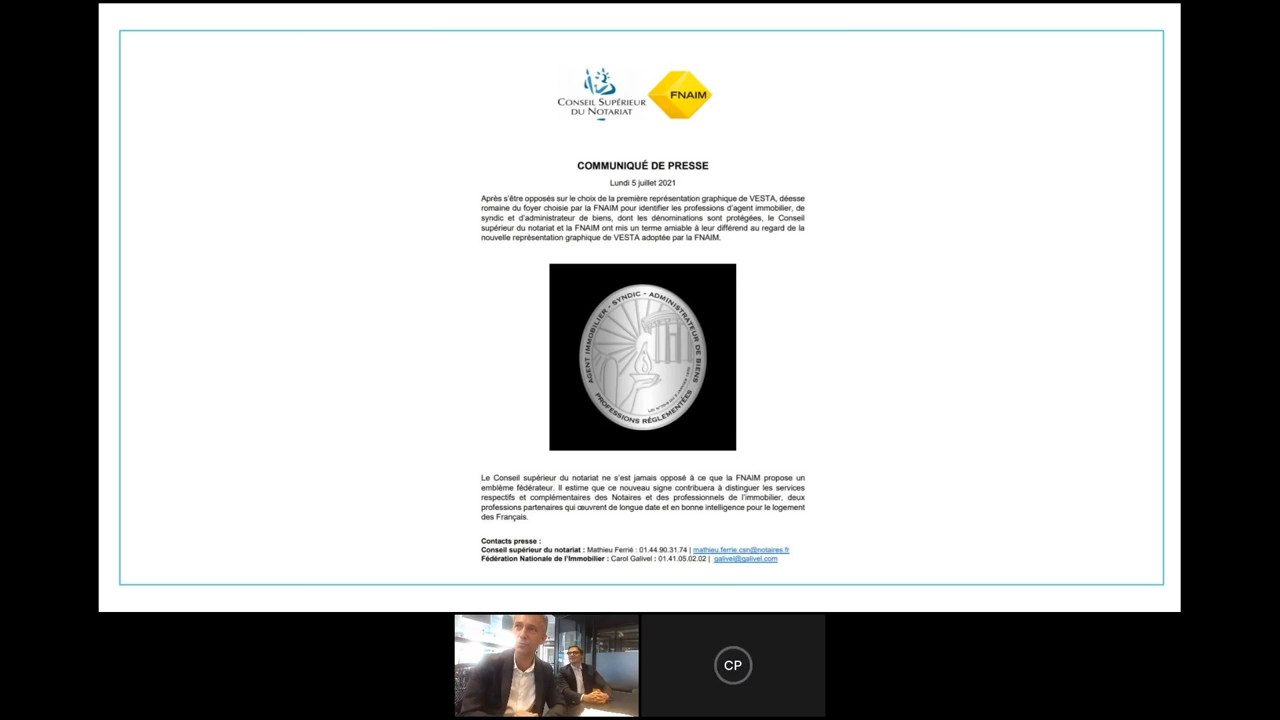 CONSEIL SUPÉRIEUR
DU NOTARIAT
FNAIM
COMMUNIQUÉ DE PRESSE
Lundi 5 juillet 2021
Après s'être opposés sur le choix de la première représentation graphique de VESTA, déesse
romaine du foyer choisie par la FNAIM pour identifier les professions d'agent immobilier, de
syndic et d'administrateur de biens, dont les dénominations sont protégées, le Conseil
supérieur du notariat et la FNAIM ont mis un terme amiable à leur différend au regard de la
nouvelle représentation graphique de VESTA adoptée par la FNAIM.
AGENT IMMOBILIER - SYNDIC - ADMINISTRATEUR DE BIENS
PROFESSIONS RÉGLEMENTÉES
Le Conseil supérieur du notariat ne s'est jamais opposé à ce que la FNAIM propose un
emblème fédérateur. Il estime que ce nouveau signe contribuera à distinguer les services
respectifs et complémentaires des Notaires et des professionnels de l'immobilier, deux
professions partenaires qui œuvrent de longue date et en bonne intelligence pour le logement
des Français.
Contacts presse :
Conseil supérieur du notariat : Mathieu Ferrié : 01.44.90.31.74 | mathieu.ferrie.csn@notaires.fr
Fédération Nationale de l'Immobilier : Carol Galivel : 01.41.05.02.02 | galivel@galivel.com
CP